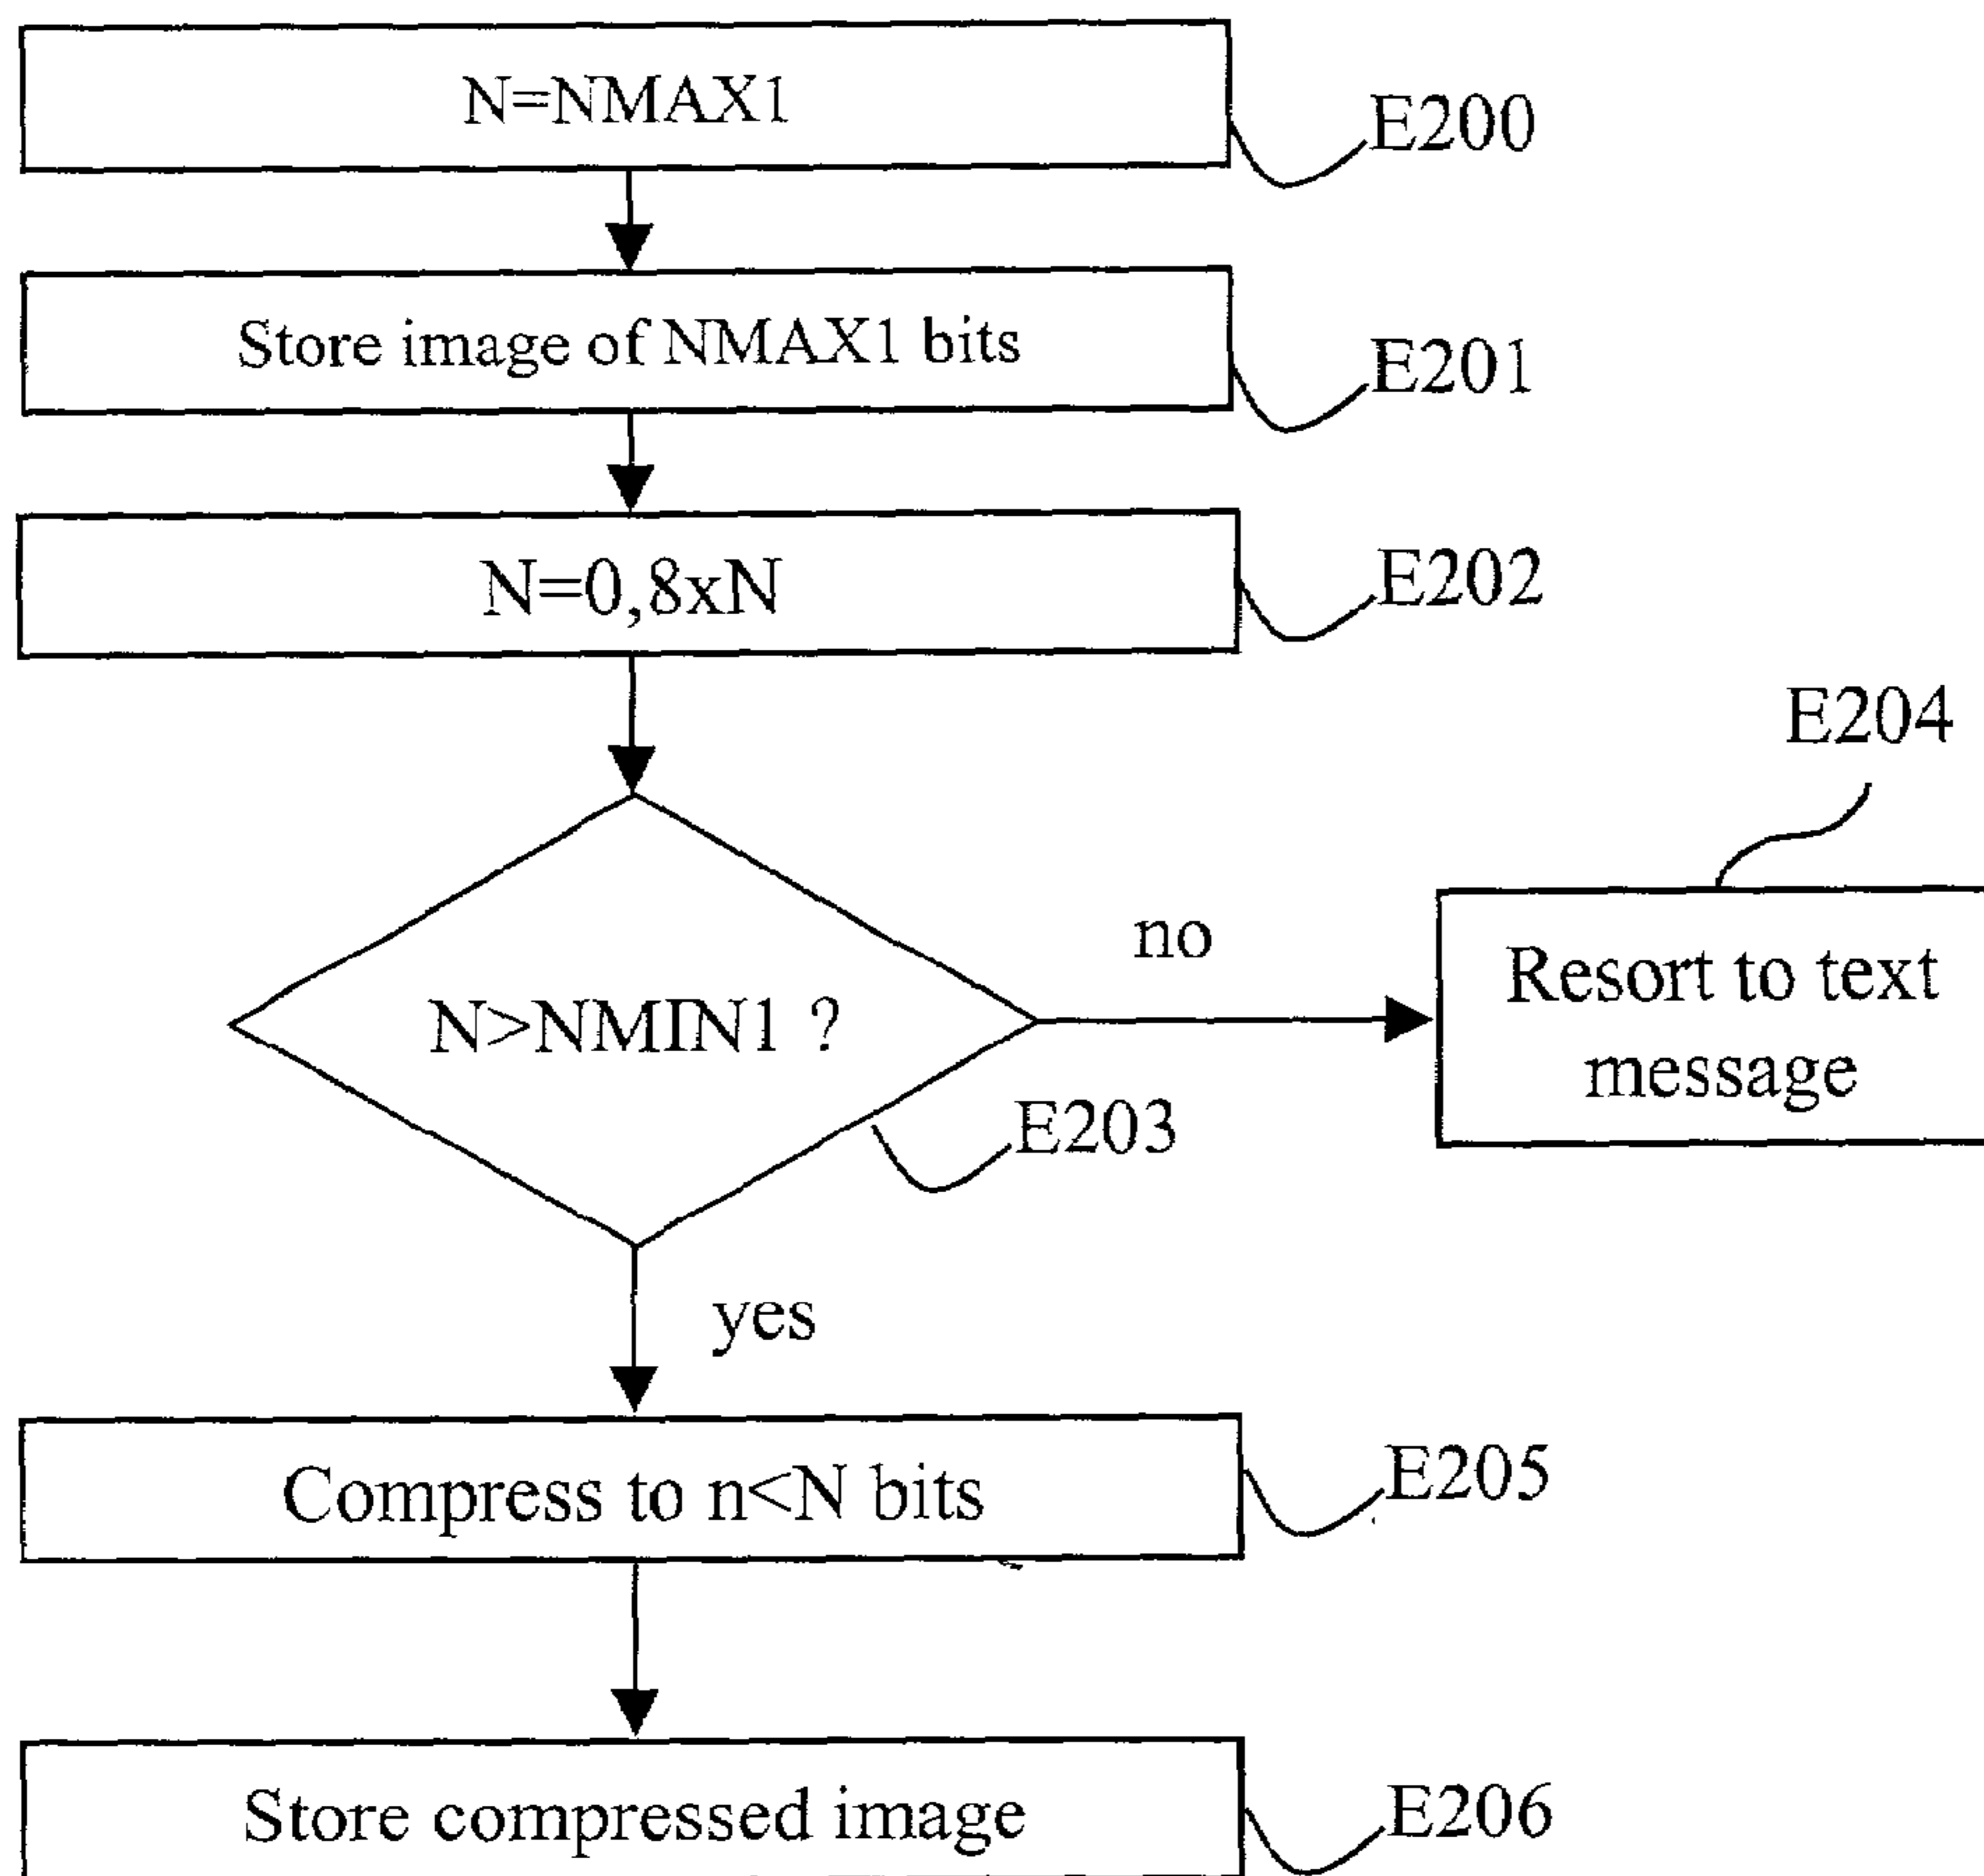 N=NMAX1
E200
Store image of NMAX1 bits
E201
N=0,8xN
E202
E204
no
Resort to text
message
N>NMIN1 ?
E203
yes
Compress to n<N bits
E205
Store compressed image
E206